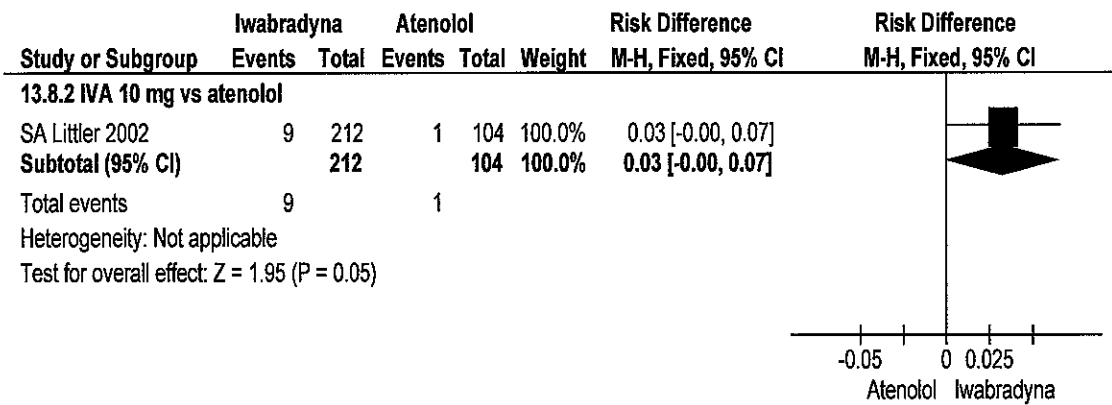 Iwabradyna Atenolol Risk Difference Risk Difference
Study or Subgroup Events Total Events Total Weight M-H, Fixed, 95% CI M-H, Fixed, 95% CI
13.8.2 IVA 10 mg vs atenolol
SA Littler 2002 9 212 1 104 100.0% 0.03 [-0.00, 0.07]
Subtotal (95% CI) 212 104 100.0% 0.03 [-0.00, 0.07]
Total events 9 1
Heterogeneity: Not applicable
Test for overall effect: Z = 1.95 (P = 0.05)
-0.05 0 0.025
Atenolol Iwabradyna